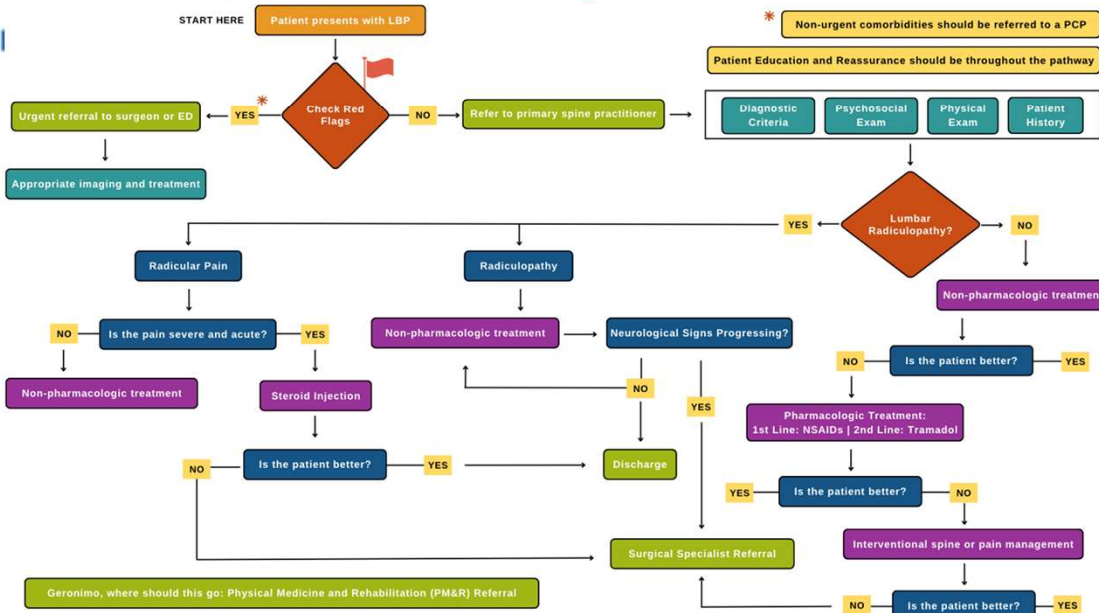 START HERE
Patient presents with LBP
* Non-urgent comorbidities should be referred to a PCP
Patient Education and Reassurance should be throughout the pathway
Check Red
Flags
YES
*
NO
Urgent referral to surgeon or ED
Refer to primary spine practitioner
Diagnostic
Criteria
Psychosocial
Exam
Physical
Exam
Patient
History
Appropriate imaging and treatment
Lumbar
Radiculopathy?
YES
NO
Radicular Pain
Radiculopathy
Non-pharmacologic treatment
Is the pain severe and acute?
NO
YES
Non-pharmacologic treatment
Neurological Signs Progressing?
Is the patient better?
NO
YES
Non-pharmacologic treatment
Steroid Injection
NO
YES
Pharmacologic Treatment:
1st Line: NSAIDs | 2nd Line: Tramadol
Is the patient better?
NO
YES
Discharge
Is the patient better?
YES
NO
Interventional spine or pain management
Surgical Specialist Referral
Geronimo, where should this go: Physical Medicine and Rehabilitation (PM&R) Referral
Is the patient better?
NO
YES